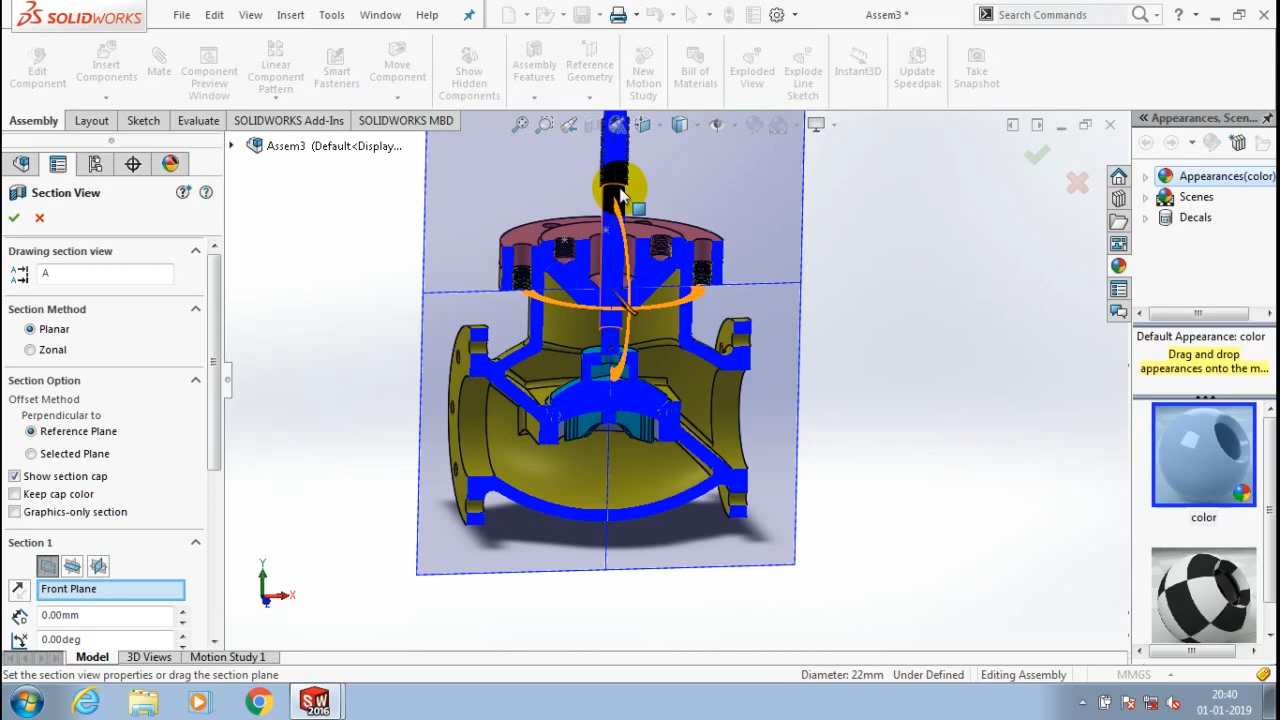 SOLIDWORKS File Edit View Insert Tools Window Help Assem3 * Search Commands ?
Edit Component
Insert Components
Mate
Component Preview Window
Linear Component Pattern
Smart Fasteners
Move Component
Show Hidden Components
Assembly Features
Reference Geometry
New Motion Study
Bill of Materials
Exploded View
Explode Line Sketch
Instant3D
Update Speedpak
Take Snapshot
Assembly Layout Sketch Evaluate SOLIDWORKS Add-Ins SOLIDWORKS MBD
Assem3 (Default<Display...
Section View
Drawing section view
A
Section Method
Planar
Zonal
Section Option
Offset Method
Perpendicular to
Reference Plane
Selected Plane
Show section cap
Keep cap color
Graphics-only section
Section 1
Front Plane
0.00mm
0.00deg
Y
X
Z
Appearances, Scen...
Appearances(color)
Scenes
Decals
Default Appearance: color
Drag and drop
appearances onto the m...
color
Model 3D Views Motion Study 1
Set the section view properties or drag the section plane Diameter: 22mm Under Defined Editing Assembly MMGS
SW
2016
20:40
01-01-2019